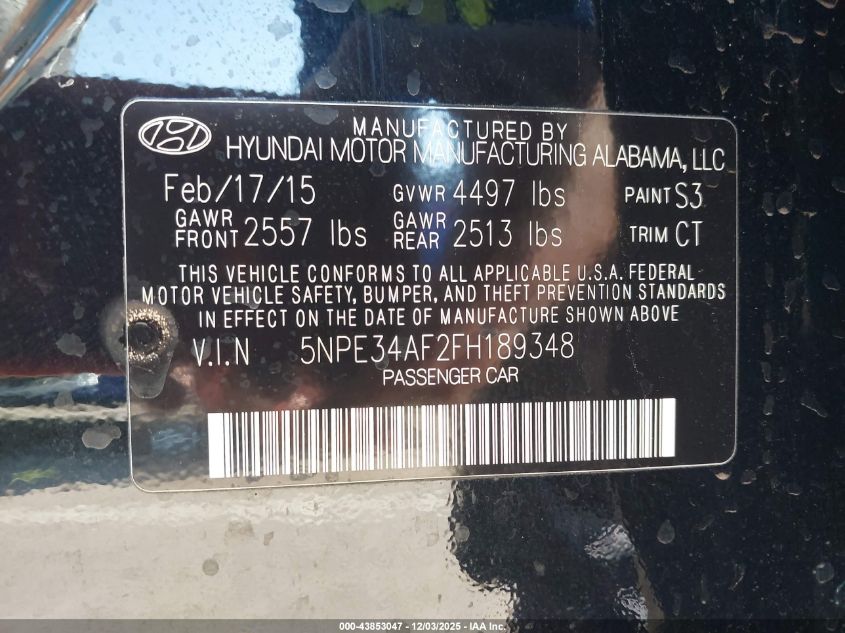 MANUFACTURED BY
HYUNDAI MOTOR MANUFACTURING ALABAMA, LLC
Feb/17/15 GVWR 4497 lbs PAINT S3
GAWR FRONT 2557 lbs GAWR REAR 2513 lbs TRIM CT
THIS VEHICLE CONFORMS TO ALL APPLICABLE U.S.A. FEDERAL
MOTOR VEHICLE SAFETY, BUMPER, AND THEFT PREVENTION STANDARDS
IN EFFECT ON THE DATE OF MANUFACTURE SHOWN ABOVE
V.I.N 5NPE34AF2FH189348
PASSENGER CAR
000-43853047 - 12/03/2025 - IAA Inc.